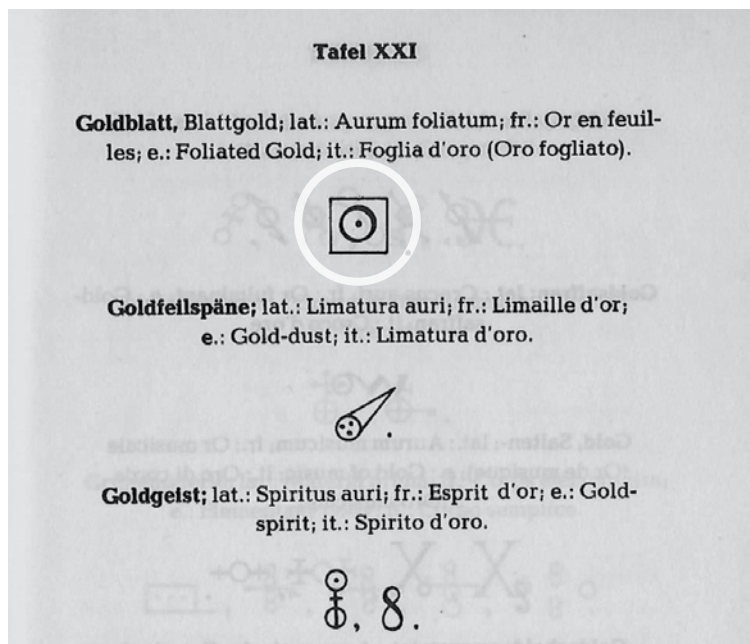 Tafel XXI
Goldblatt, Blattgold; lat.: Aurum foliatum; fr.: Or en feuil-
les; e.: Foliated Gold; it.: Foglia d'oro (Oro fogliato).
Goldfeilspäne; lat.: Limatura auri; fr.: Limaille d'or;
e.: Gold-dust; it.: Limatura d'oro.
Goldgeist; lat.: Spiritus auri; fr.: Esprit d'or; e.: Gold-
spirit; it.: Spirito d'oro.